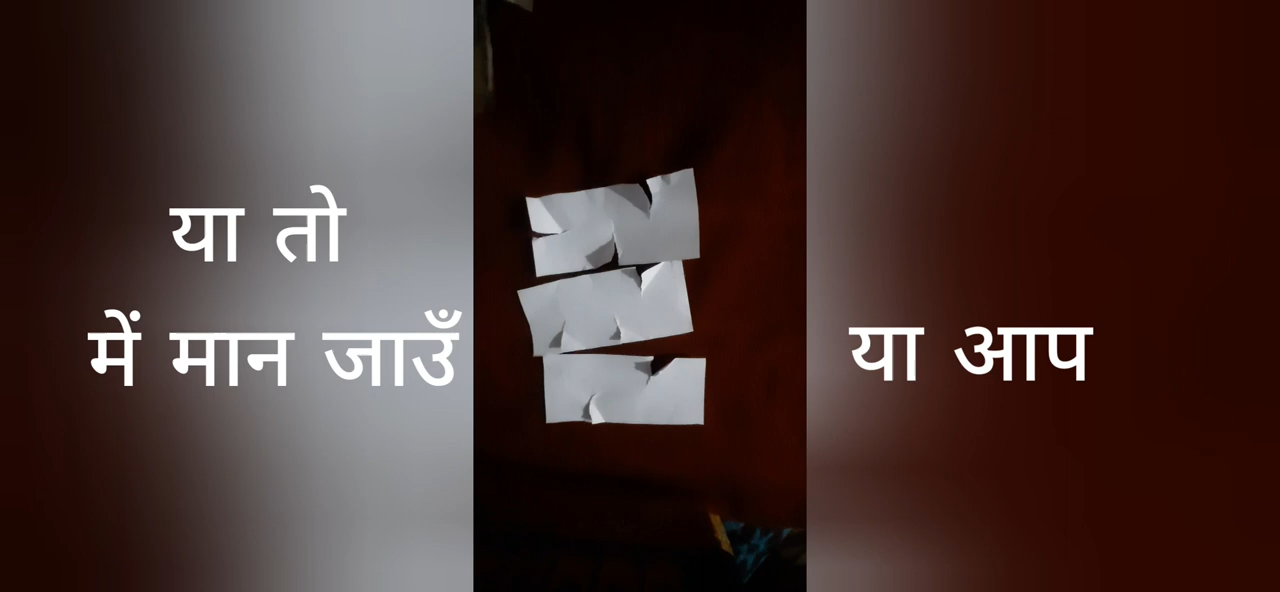 या तो
में मान जाउँ
या आप